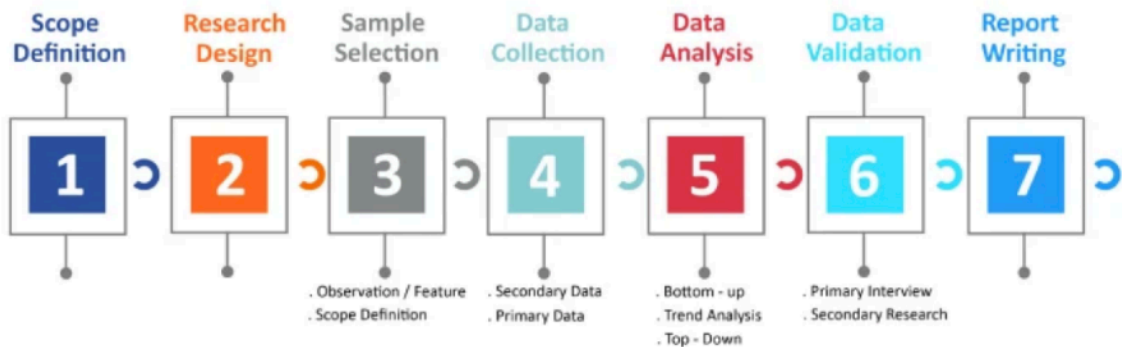 Scope
Definition
Research
Design
Sample
Selection
Data
Collection
Data
Analysis
Data
Validation
Report
Writing
1
2
3
4
5
6
7
. Observation / Feature
. Scope Definition
. Secondary Data
. Primary Data
. Bottom - up
. Trend Analysis
. Top - Down
. Primary Interview
. Secondary Research